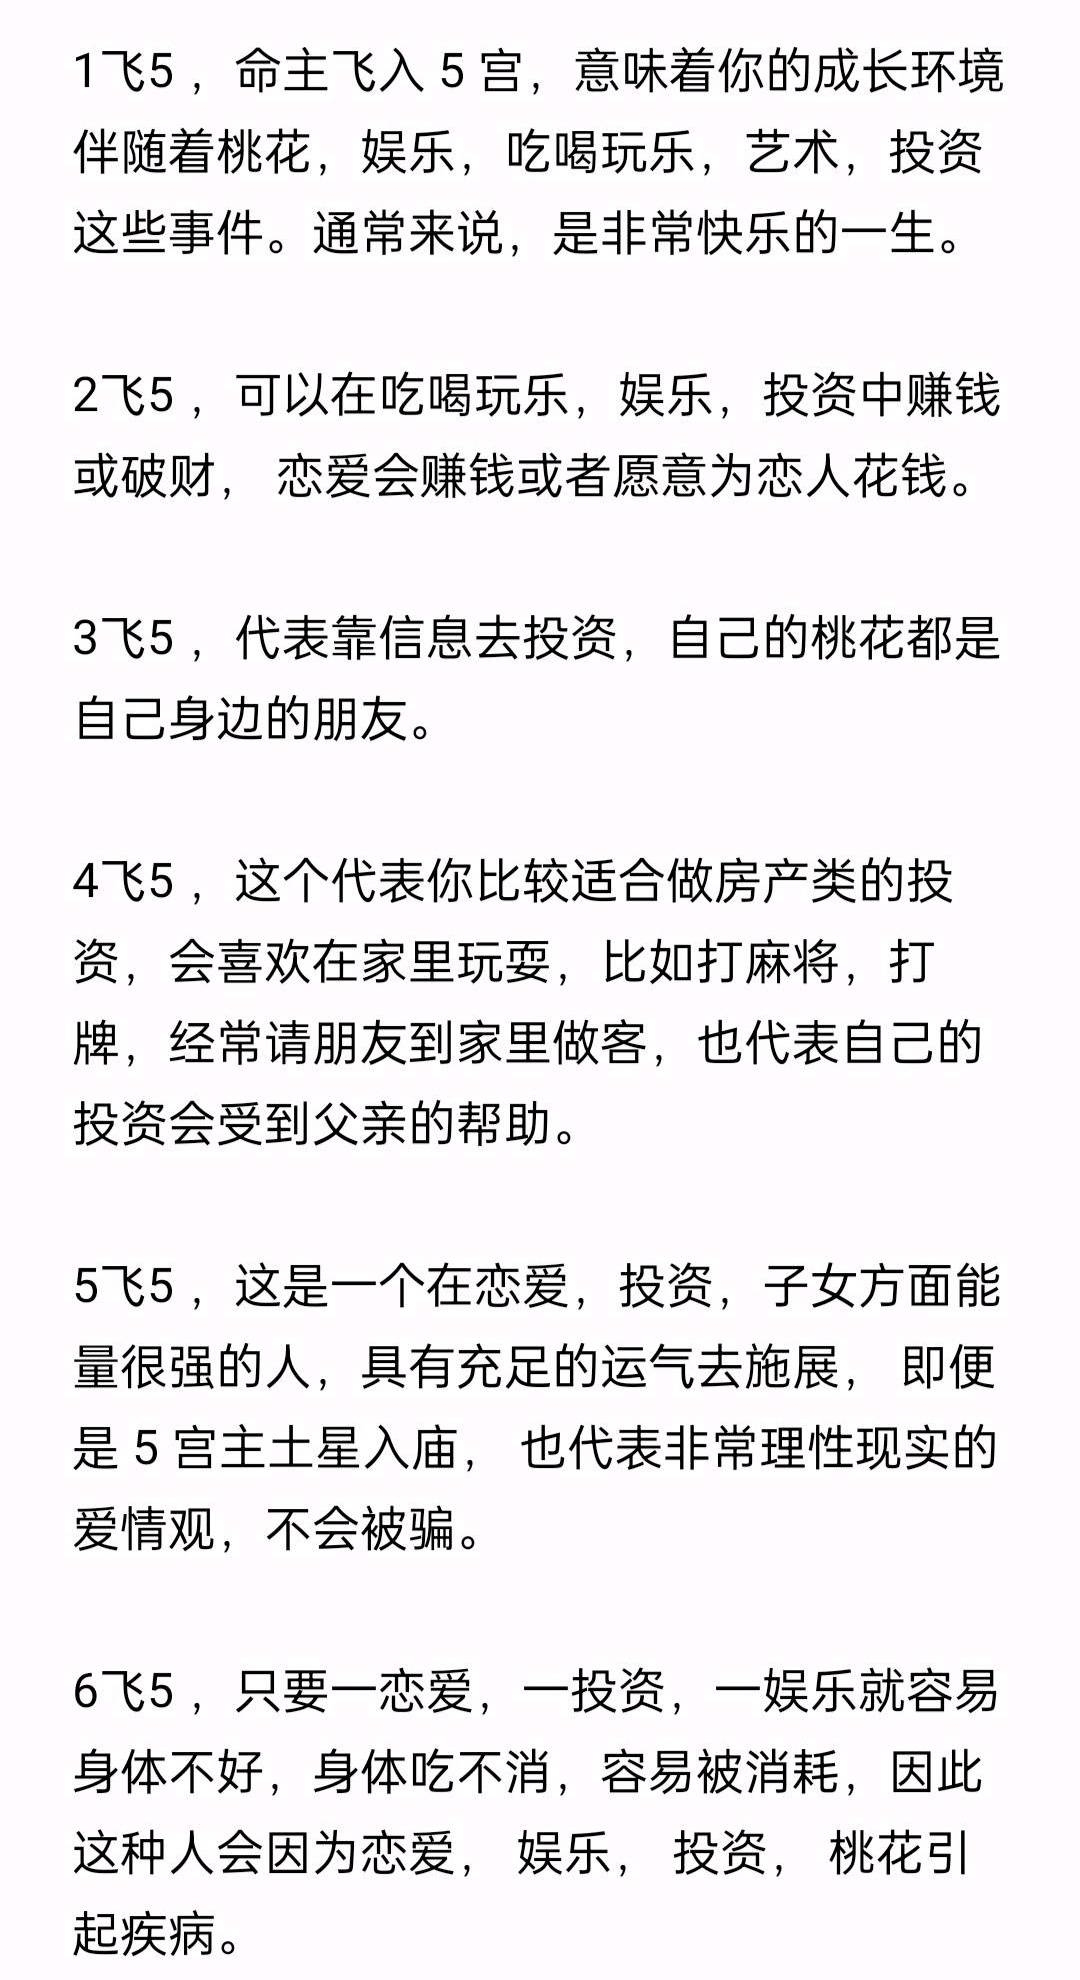 1飞5 ，命主飞入 5 宫，意味着你的成长环境
伴随着桃花，娱乐，吃喝玩乐，艺术，投资
这些事件。通常来说，是非常快乐的一生。
2飞5 ，可以在吃喝玩乐，娱乐，投资中赚钱
或破财， 恋爱会赚钱或者愿意为恋人花钱。
3飞5 ，代表靠信息去投资，自己的桃花都是
自己身边的朋友。
4飞5 ，这个代表你比较适合做房产类的投
资，会喜欢在家里玩耍，比如打麻将，打
牌，经常请朋友到家里做客，也代表自己的
投资会受到父亲的帮助。
5飞5 ，这是一个在恋爱，投资，子女方面能
量很强的人，具有充足的运气去施展， 即便
是 5 宫主土星入庙， 也代表非常理性现实的
爱情观，不会被骗。
6飞5 ，只要一恋爱，一投资，一娱乐就容易
身体不好，身体吃不消，容易被消耗，因此
这种人会因为恋爱， 娱乐， 投资， 桃花引
起疾病。